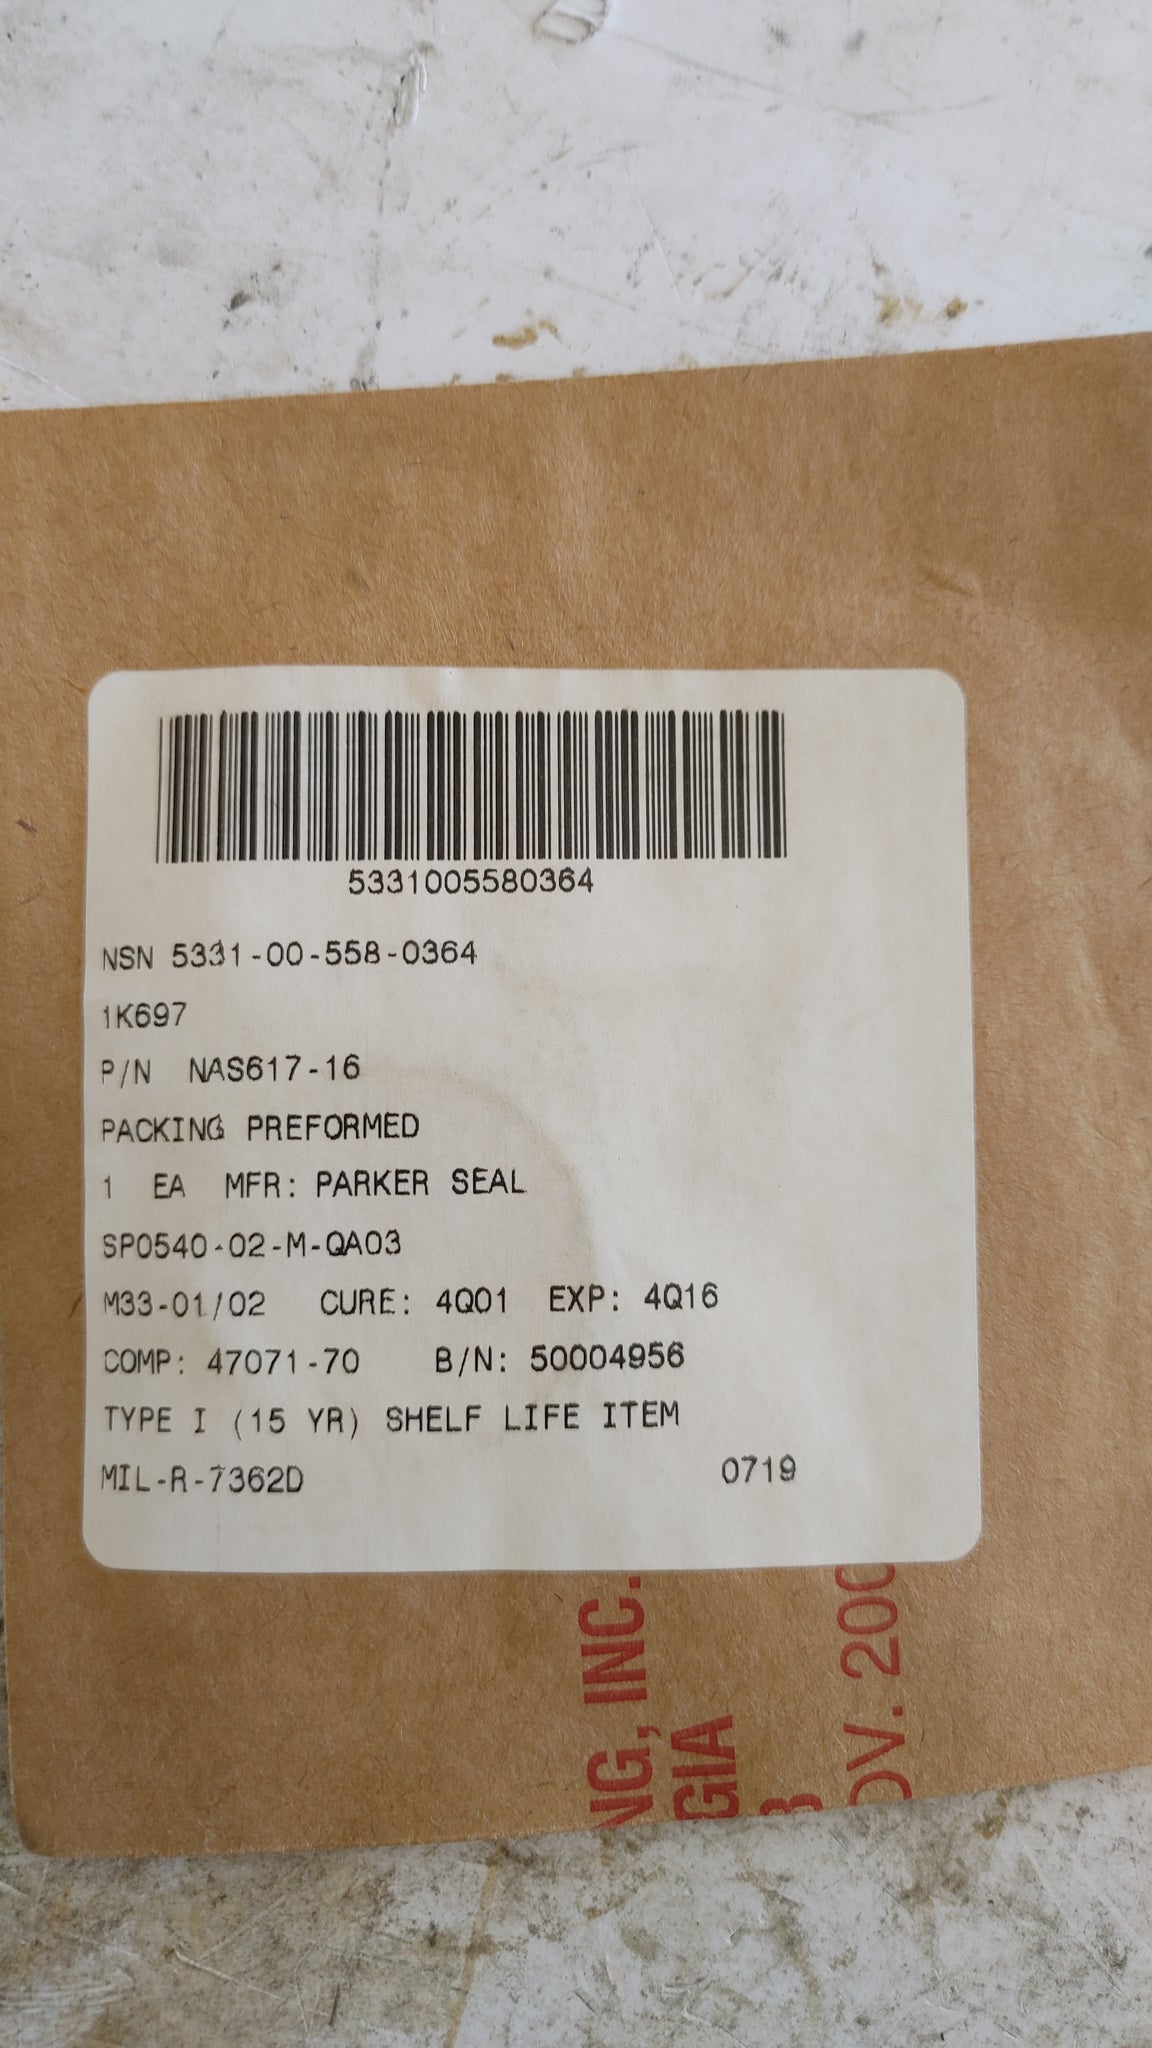 5331005580364
NSN 5331-00-558-0364
1K697
P/N NAS617-16
PACKING PREFORMED
1 EA MFR: PARKER SEAL
SP0540-02-M-QA03
M33-01/02 CURE: 4Q01 EXP: 4Q16
COMP: 47071-70 B/N: 50004956
TYPE I (15 YR) SHELF LIFE ITEM
MIL-R-7362D 0719
NG, INC.
GIA